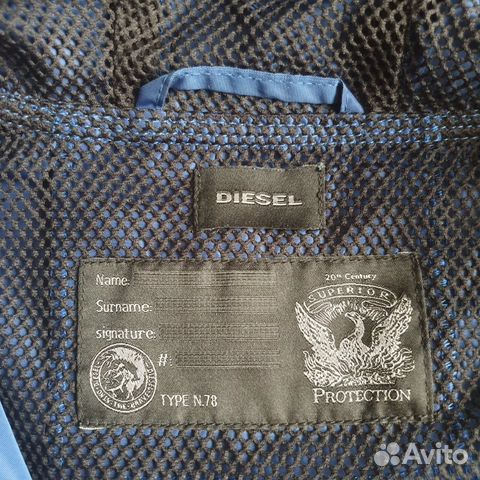 DIESEL
Name:
Surname:
signature:
#:
TYPE N.78
20th Century
SUPERIOR
PROTECTION
Avito